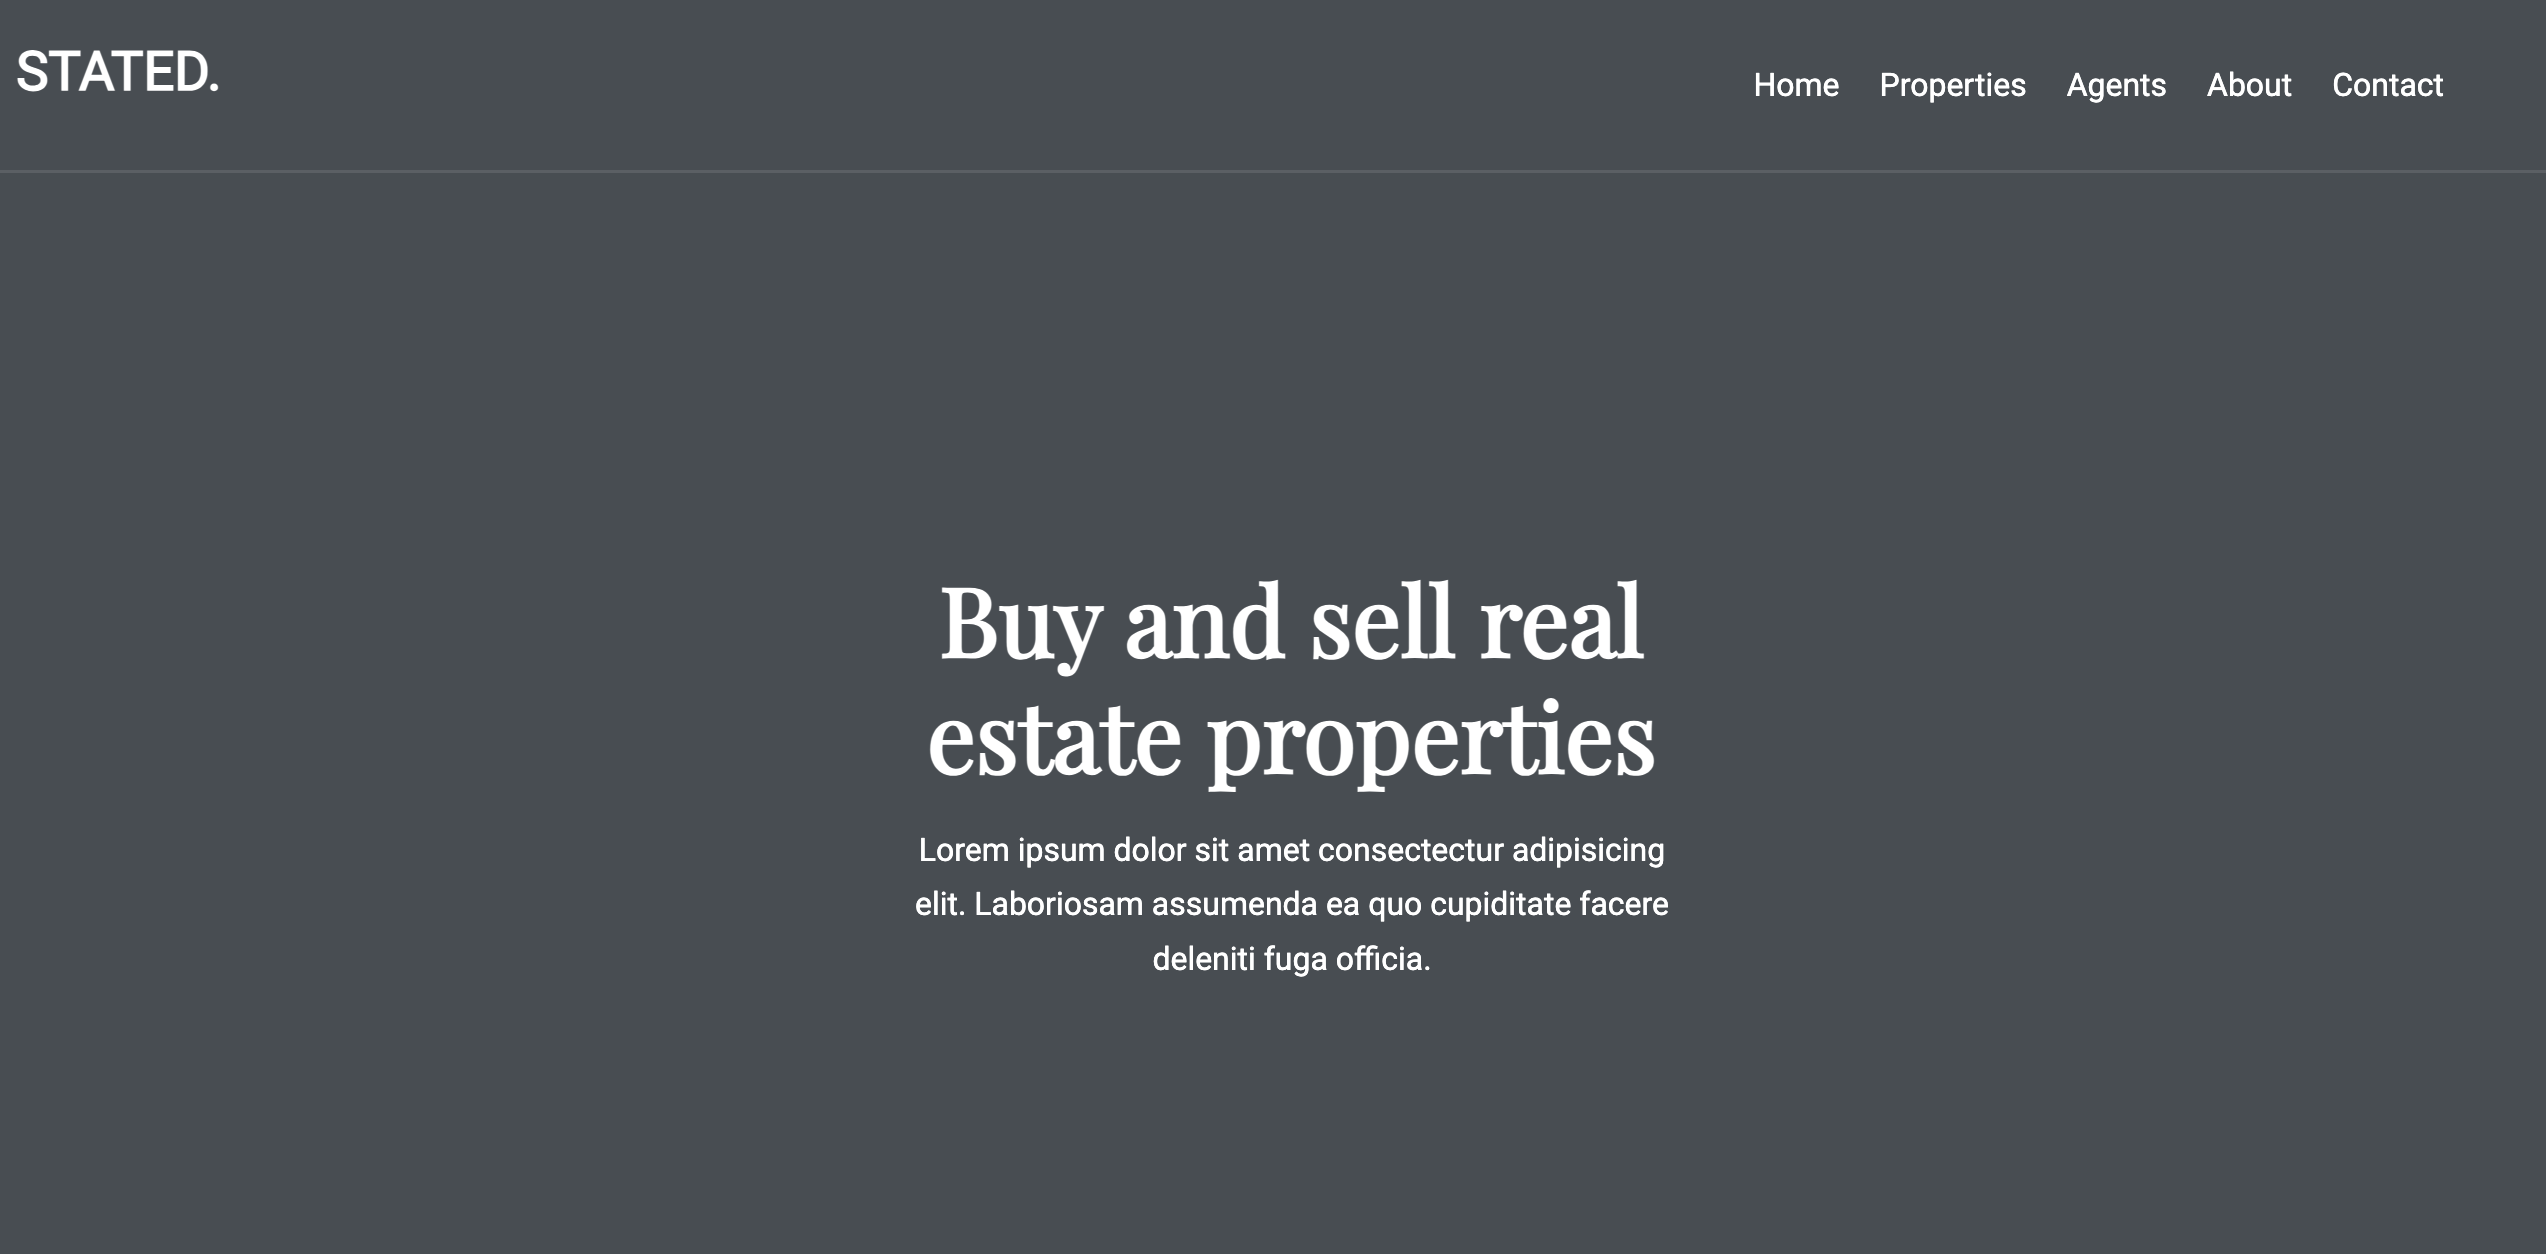 STATED.
Home Properties Agents About Contact
Buy and sell real
estate properties
Lorem ipsum dolor sit amet consectectur adipisicing
elit. Laboriosam assumenda ea quo cupiditate facere
deleniti fuga officia.